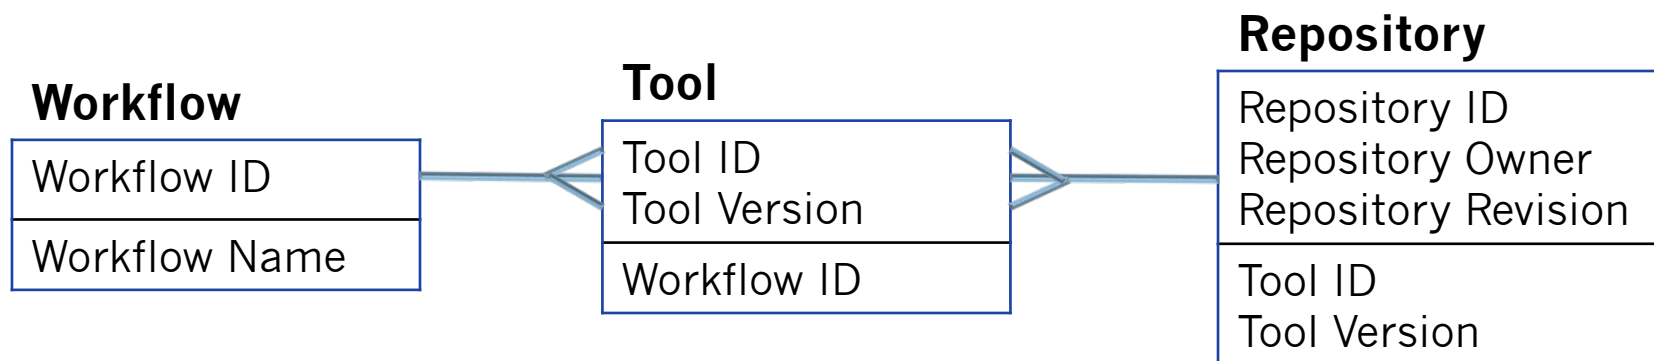 Workflow
Workflow ID
Workflow Name
Tool
Tool ID
Tool Version
Workflow ID
Repository
Repository ID
Repository Owner
Repository Revision
Tool ID
Tool Version